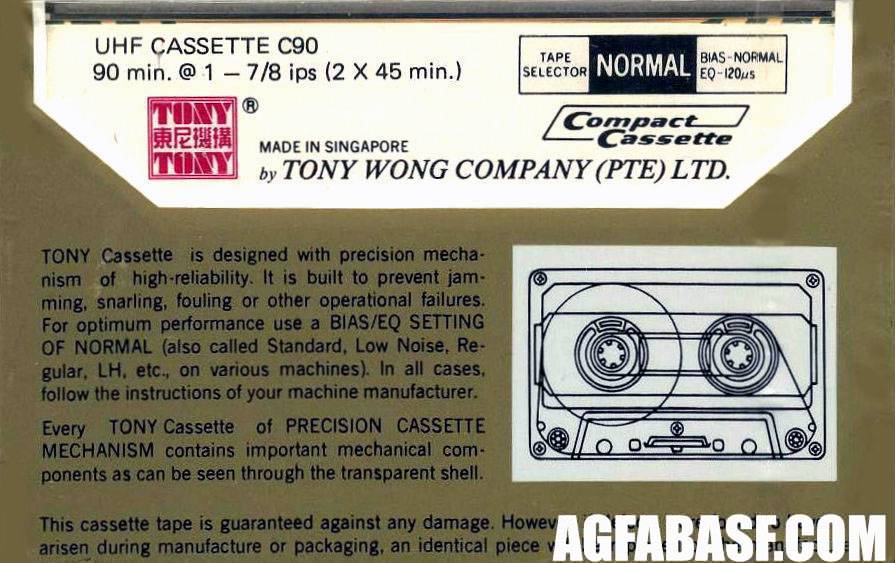 UHF CASSETTE C90
90 min. @ 1 – 7/8 ips (2 X 45 min.)
TAPE
SELECTOR
NORMAL
BIAS-NORMAL
EQ-120µs
TONY
東尼機構
TONY
®
Compact
Cassette
MADE IN SINGAPORE
by TONY WONG COMPANY (PTE) LTD.
TONY Cassette is designed with precision mecha-
nism of high-reliability. It is built to prevent jam-
ming, snarling, fouling or other operational failures.
For optimum performance use a BIAS/EQ SETTING
OF NORMAL (also called Standard, Low Noise, Re-
gular, LH, etc., on various machines). In all cases,
follow the instructions of your machine manufacturer.
Every TONY Cassette of PRECISION CASSETTE
MECHANISM contains important mechanical com-
ponents as can be seen through the transparent shell.
This cassette tape is guaranteed against any damage.
arisen during manufacture or packaging, an identical piece
AGFABASF.COM